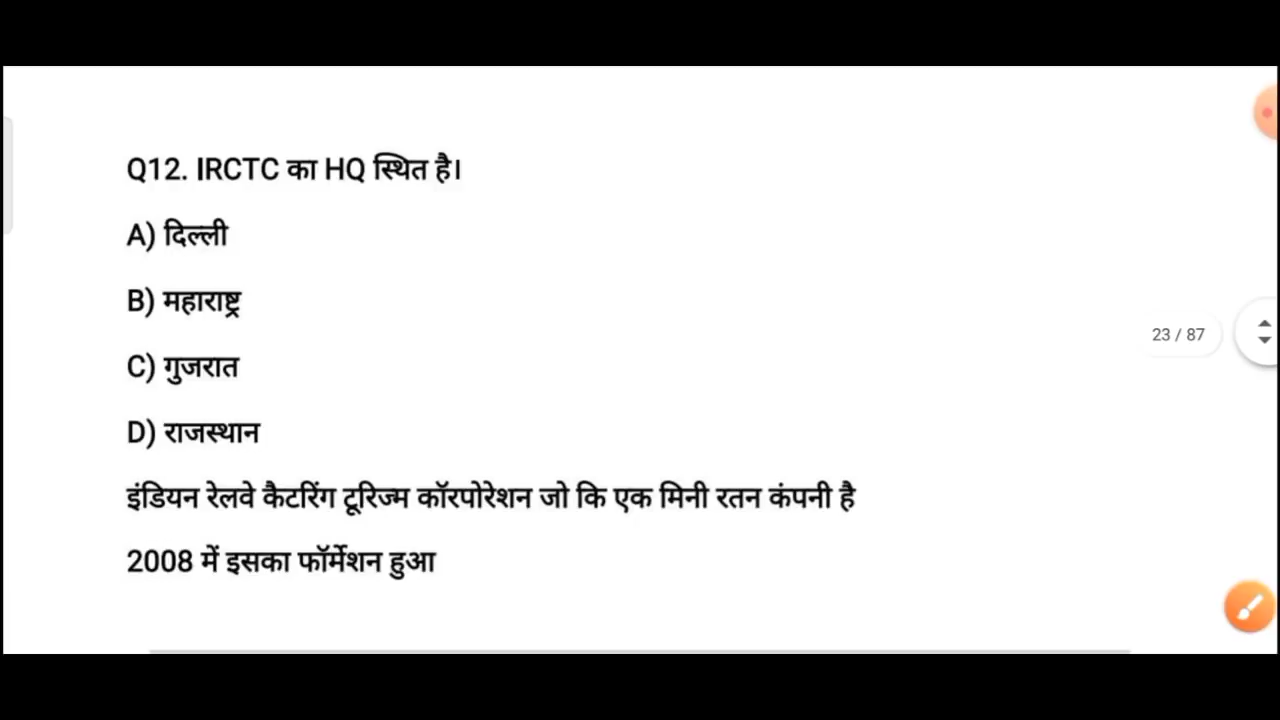 Q12. IRCTC का HQ स्थित है।
A) दिल्ली
B) महाराष्ट्र
C) गुजरात
23 / 87
D) राजस्थान
इंडियन रेलवे कैटरिंग टूरिज्म कॉरपोरेशन जो कि एक मिनी रतन कंपनी है
2008 में इसका फॉर्मेशन हुआ